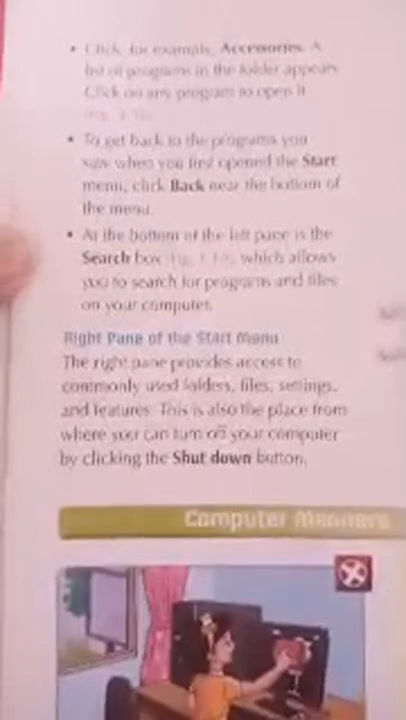 • Click, for example, Accessories. A
list of programs in the folder appears.
Click on any program to open it
• To get back to the programs you
saw when you first opened the Start
menu, click Back near the bottom of
the menu.
• At the bottom of the left pane is the
Search box which allows
you to search for programs and files
on your computer.
Right Pane of the Start Menu
The right pane provides access to
commonly used folders, files, settings,
and features. This is also the place from
where you can turn off your computer
by clicking the Shut down button.
Computer Manners